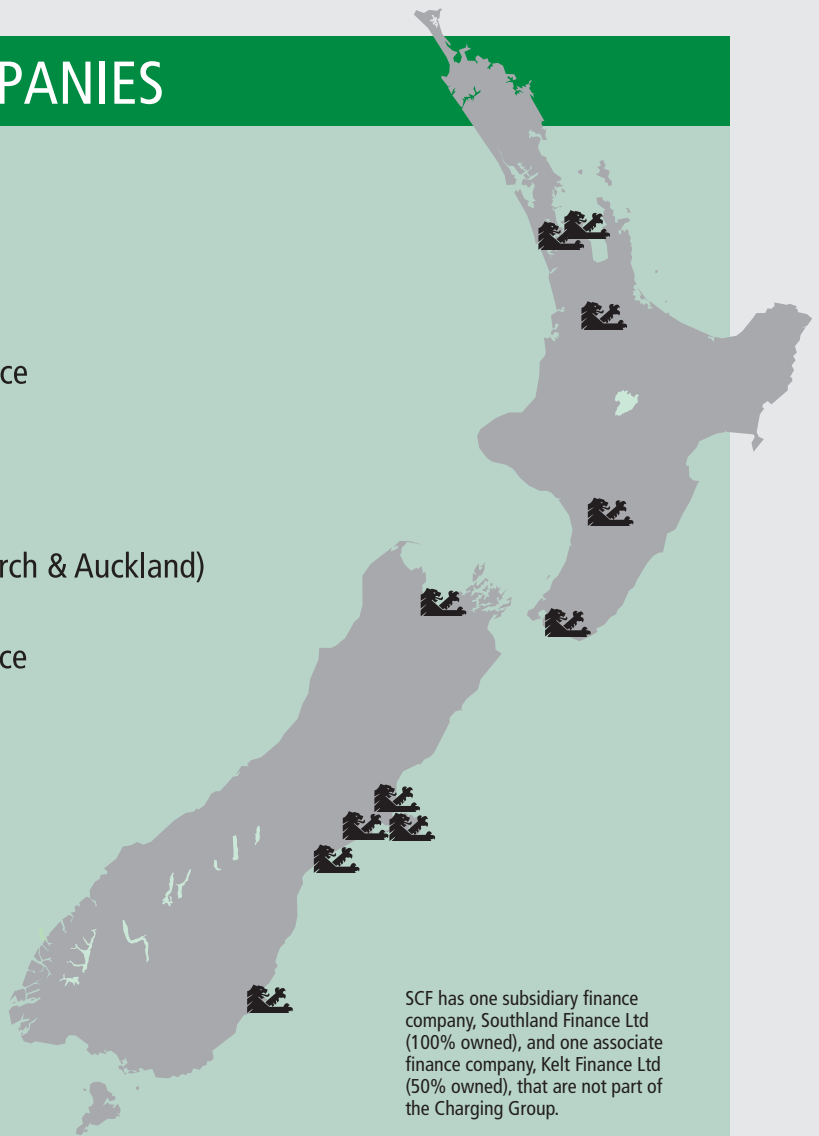 PANIES
ce
rch & Auckland)
ce
SCF has one subsidiary finance
company, Southland Finance Ltd
(100% owned), and one associate
finance company, Kelt Finance Ltd
(50% owned), that are not part of
the Charging Group.